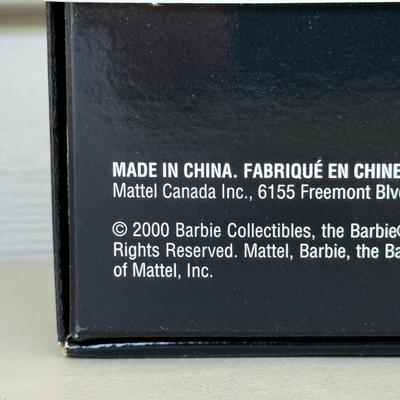 MADE IN CHINA. FABRIQUÉ EN CHINE
Mattel Canada Inc., 6155 Freemont Blv
© 2000 Barbie Collectibles, the Barbie®
Rights Reserved. Mattel, Barbie, the Ba
of Mattel, Inc.